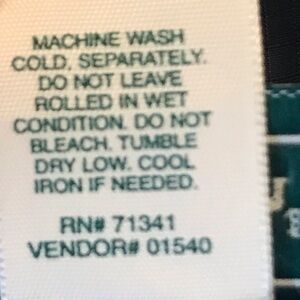 MACHINE WASH
COLD, SEPARATELY.
DO NOT LEAVE
ROLLED IN WET
CONDITION. DO NOT
BLEACH. TUMBLE
DRY LOW. COOL
IRON IF NEEDED.
RN# 71341
VENDOR# 01540